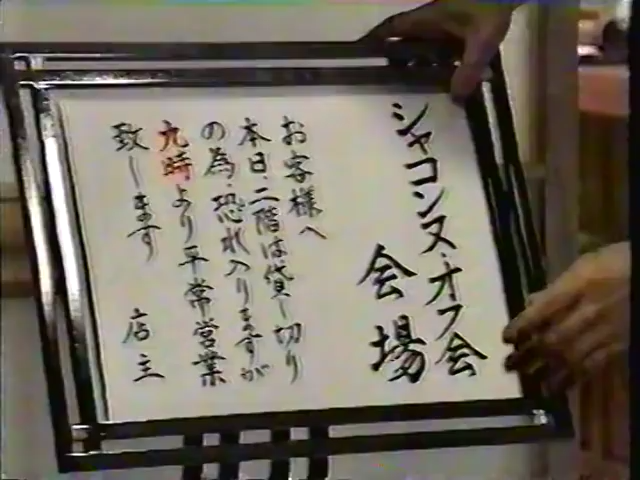 シャコンヌ・オフ会
会場
お客様へ
本日、二階は貸し切り
の為、恐れ入りますが
九時より平常営業
致します
店主